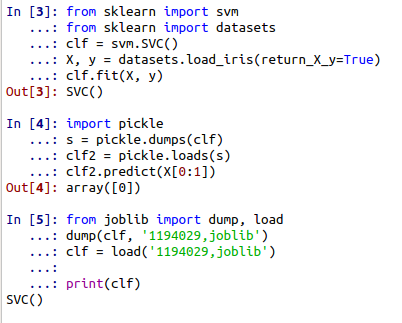 In [3]: from sklearn import svm
   ...: from sklearn import datasets
   ...: clf = svm.SVC()
   ...: X, y = datasets.load_iris(return_X_y=True)
   ...: clf.fit(X, y)
Out[3]: SVC()

In [4]: import pickle
   ...: s = pickle.dumps(clf)
   ...: clf2 = pickle.loads(s)
   ...: clf2.predict(X[0:1])
Out[4]: array([0])

In [5]: from joblib import dump, load
   ...: dump(clf, '1194029,joblib')
   ...: clf = load('1194029,joblib')
   ...:
   ...: print(clf)
SVC()